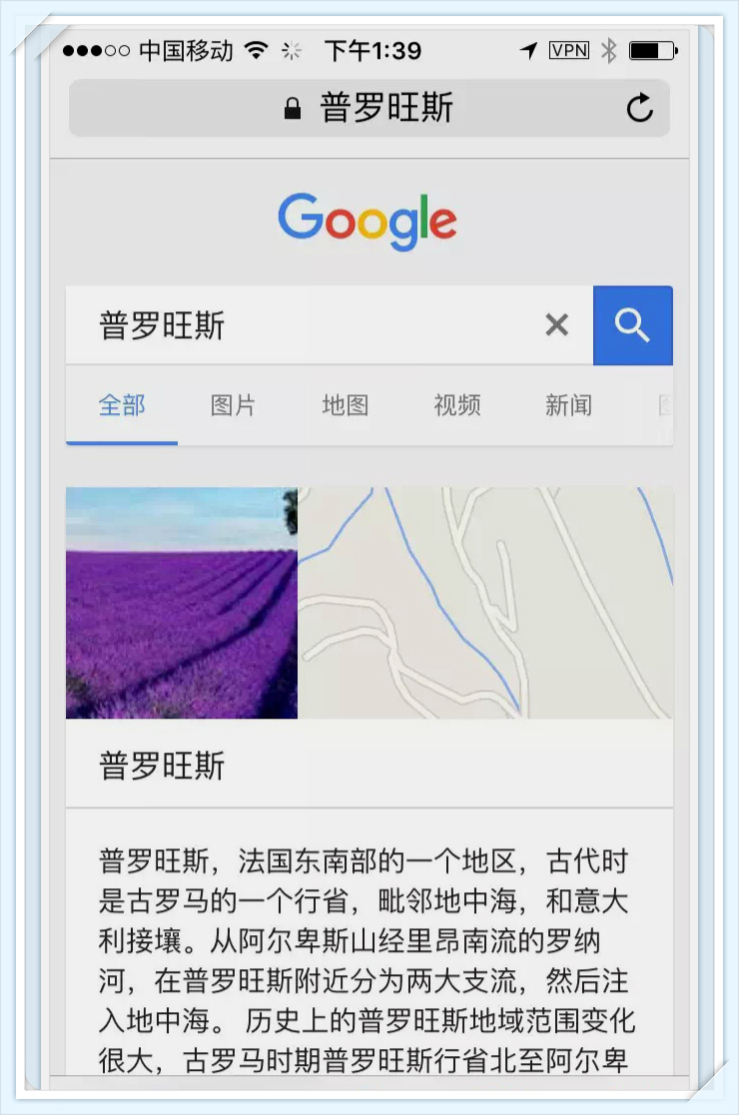 中国移动 下午1:39 VPN
普罗旺斯
Google
普罗旺斯
全部 图片 地图 视频 新闻
普罗旺斯
普罗旺斯，法国东南部的一个地区，古代时
是古罗马的一个行省，毗邻地中海，和意大
利接壤。从阿尔卑斯山经里昂南流的罗纳
河，在普罗旺斯附近分为两大支流，然后注
入地中海。 历史上的普罗旺斯地域范围变化
很大，古罗马时期普罗旺斯行省北至阿尔卑